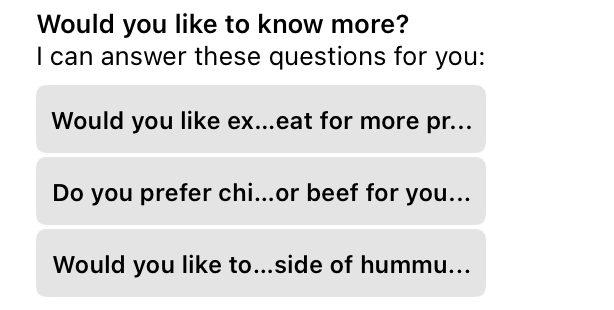 Would you like to know more?
I can answer these questions for you:
Would you like ex...eat for more pr...
Do you prefer chi...or beef for you...
Would you like to...side of hummu...